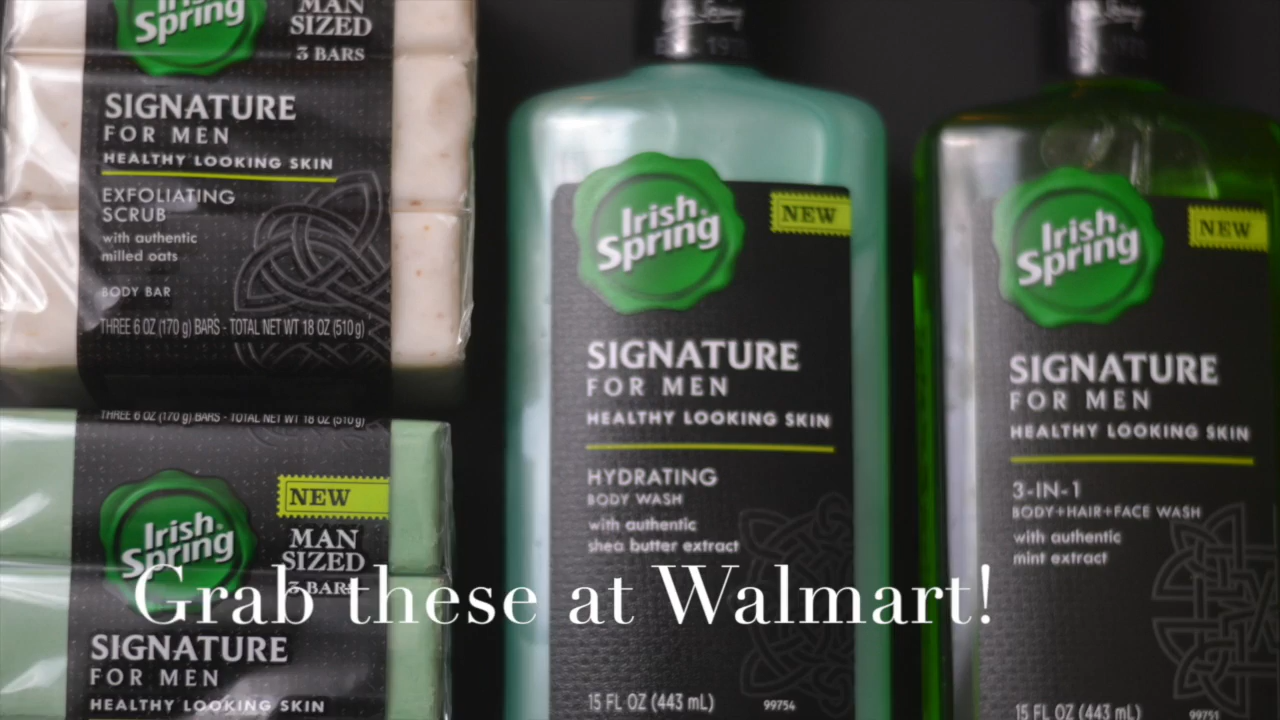 Irish
Spring
MAN
SIZED
3 BARS
SIGNATURE
FOR MEN
HEALTHY LOOKING SKIN
EXFOLIATING
SCRUB
with authentic
milled oats
BODY BAR
THREE 6 OZ (170 g) BARS - TOTAL NET WT 18 OZ (510 g)
THREE 6 OZ (170 g) BARS - TOTAL NET WT 18 OZ (510 g)
Irish
Spring
NEW
MAN
SIZED
3 BARS
SIGNATURE
FOR MEN
HEALTHY LOOKING SKIN
Irish
Spring
NEW
SIGNATURE
FOR MEN
HEALTHY LOOKING SKIN
HYDRATING
BODY WASH
with authentic
shea butter extract
15 FL OZ (443 mL)
99754
Irish
Spring
NEW
SIGNATURE
FOR MEN
HEALTHY LOOKING SKIN
3-IN-1
BODY+HAIR+FACE WASH
with authentic
mint extract
15 FL OZ (443 mL)
99751
Grab these at Walmart!